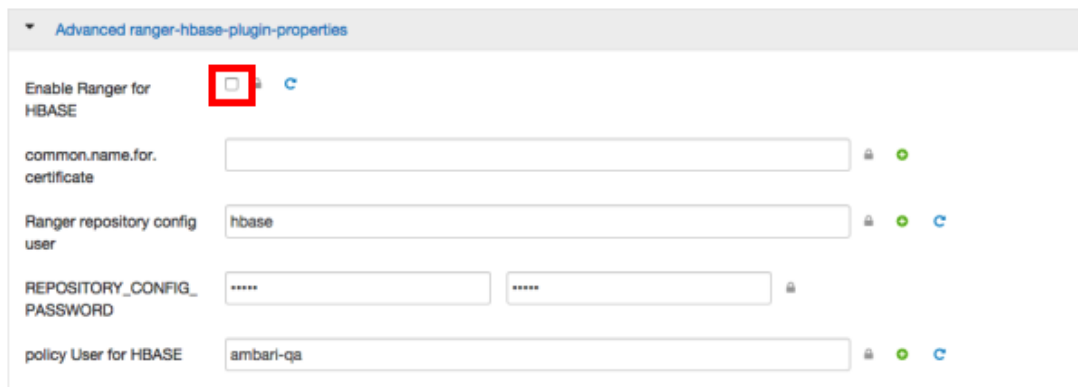 Advanced ranger-hbase-plugin-properties
Enable Ranger for
HBASE
common.name.for.
certificate
Ranger repository config
user
hbase
REPOSITORY_CONFIG_
PASSWORD
••••• •••••
policy User for HBASE
ambari-qa